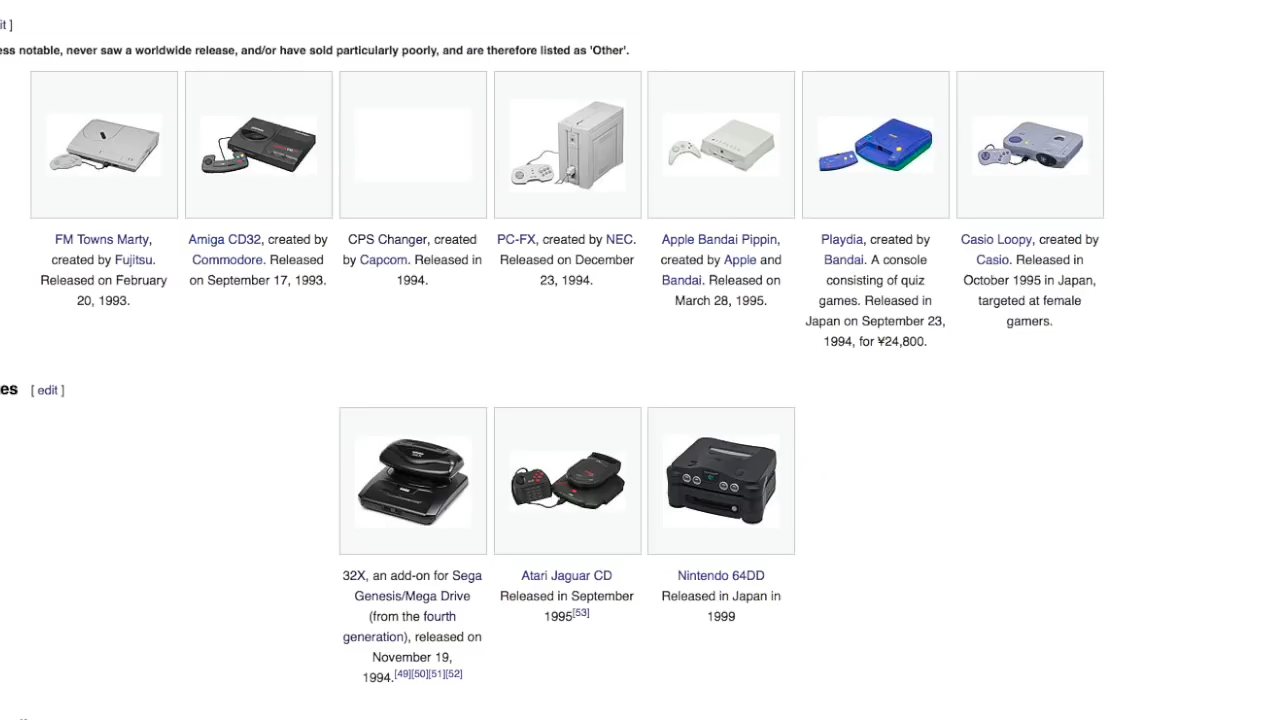 it ]
ess notable, never saw a worldwide release, and/or have sold particularly poorly, and are therefore listed as 'Other'.
FM Towns Marty,
created by Fujitsu.
Released on February
20, 1993.
Amiga CD32, created by
Commodore. Released
on September 17, 1993.
CPS Changer, created
by Capcom. Released in
1994.
PC-FX, created by NEC.
Released on December
23, 1994.
Apple Bandai Pippin,
created by Apple and
Bandai. Released on
March 28, 1995.
Playdia, created by
Bandai. A console
consisting of quiz
games. Released in
Japan on September 23,
1994, for ¥24,800.
Casio Loopy, created by
Casio. Released in
October 1995 in Japan,
targeted at female
gamers.
es [ edit ]
32X, an add-on for Sega
Genesis/Mega Drive
(from the fourth
generation), released on
November 19,
1994.[49][50][51][52]
Atari Jaguar CD
Released in September
1995[53]
Nintendo 64DD
Released in Japan in
1999